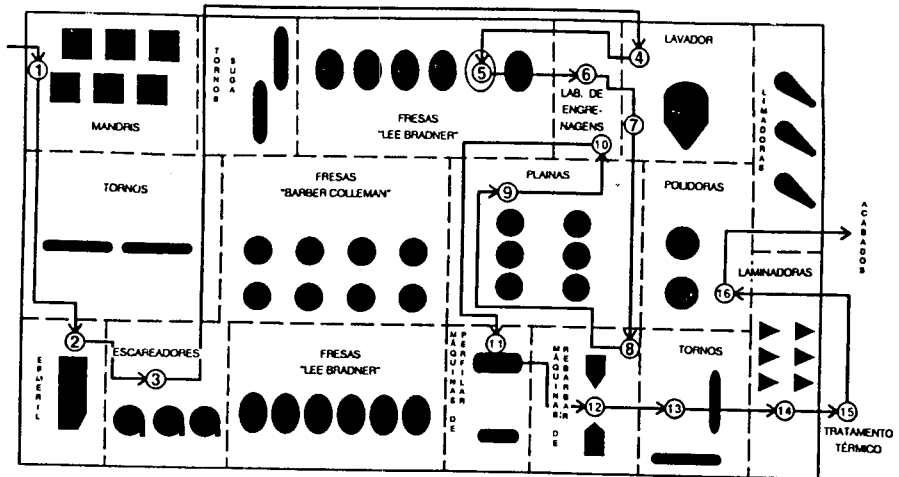 1
MANDRIS
TORNOS
SUGA
FRESAS
"LEE BRADNER"
5
6
LAB. DE
ENGRE-
NAGENS
4
LAVADOR
7
LIMADORAS
TORNOS
FRESAS
"BARBER COLLEMAN"
PLAINAS
9
10
POLIDORAS
16
LAMINADORAS
ACABADOS
2
ESMERIL
ESCAREADORES
3
FRESAS
"LEE BRADNER"
MÁQUINAS DE
PERFILAR
11
MÁQUINAS DE
REBARBAR
8
12
TORNOS
13
14
15
TRATAMENTO
TÉRMICO